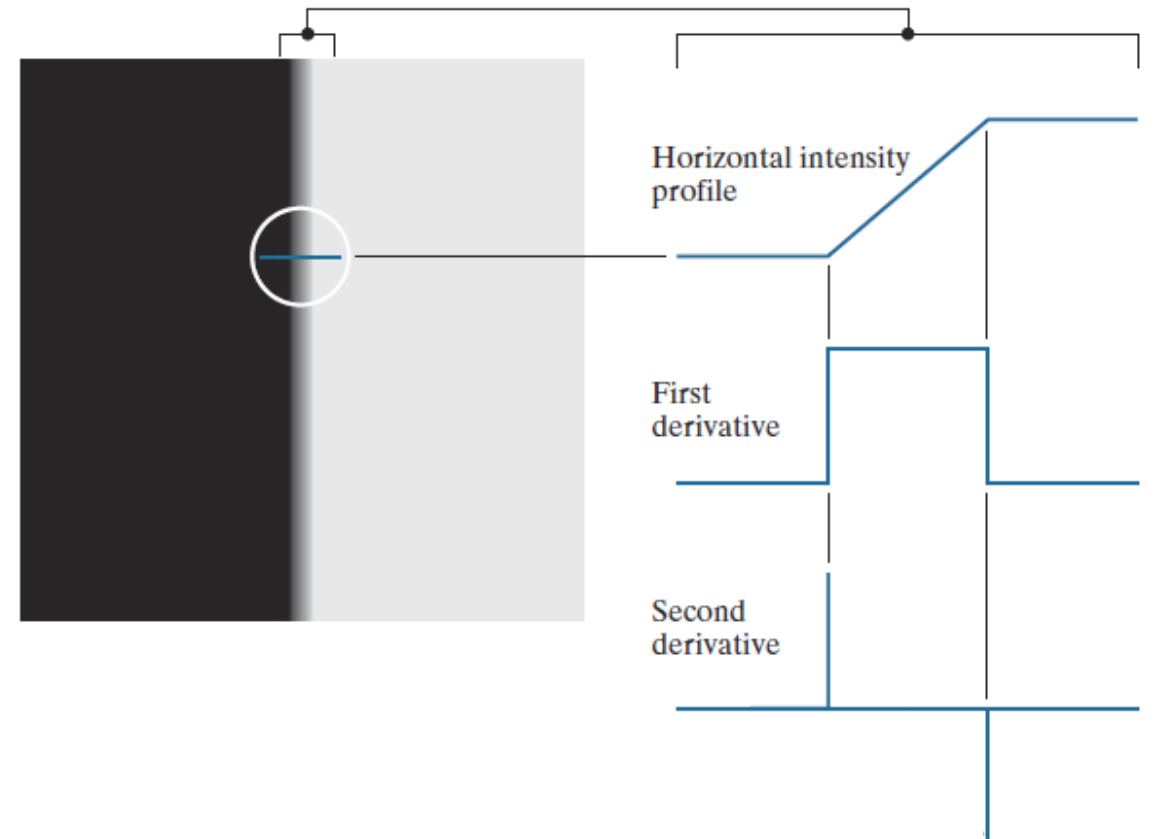 Horizontal intensity
profile
First
derivative
Second
derivative